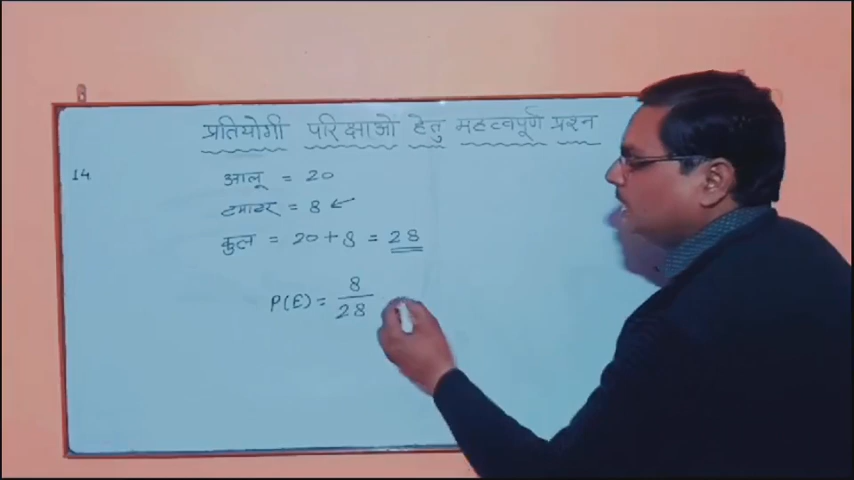 प्रतियोगी परिक्षाओ हेतु महत्वपूर्ण प्रश्न
14.
आलू = 20
टमाटर = 8 ←
कुल = 20 + 8 = 28
P(E) = 8/28